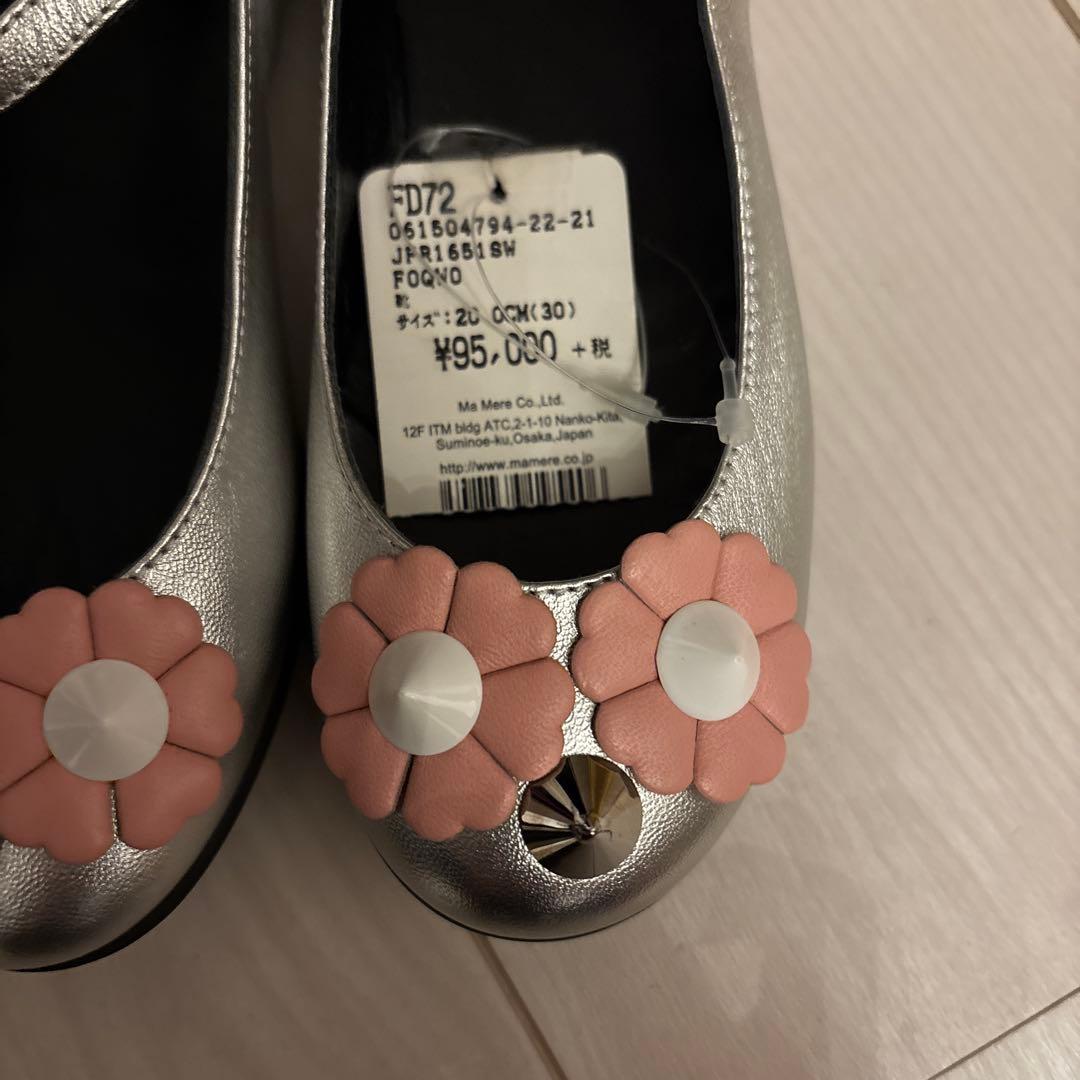 FD72
061504794-22-21
JFR1651SW
F0QW0
靴
サイズ:20.0CM(30)
¥95,000 +税
Ma Mere Co.,Ltd.
12F ITM bldg ATC,2-1-10 Nanko-Kita,
Suminoe-ku,Osaka,Japan
http://www.mamere.co.jp